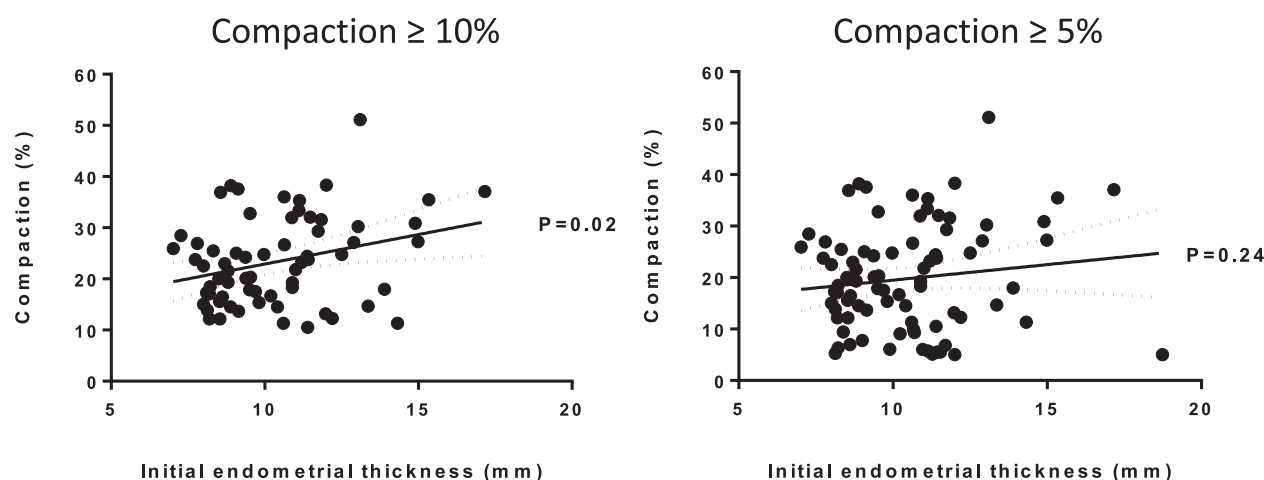 Compaction ≥ 10%
Compaction (%)
60
50
40
30
20
10
0
5
10
15
20
P=0.02
Initial endometrial thickness (mm)
Compaction ≥ 5%
Compaction (%)
60
50
40
30
20
10
0
5
10
15
20
P=0.24
Initial endometrial thickness (mm)